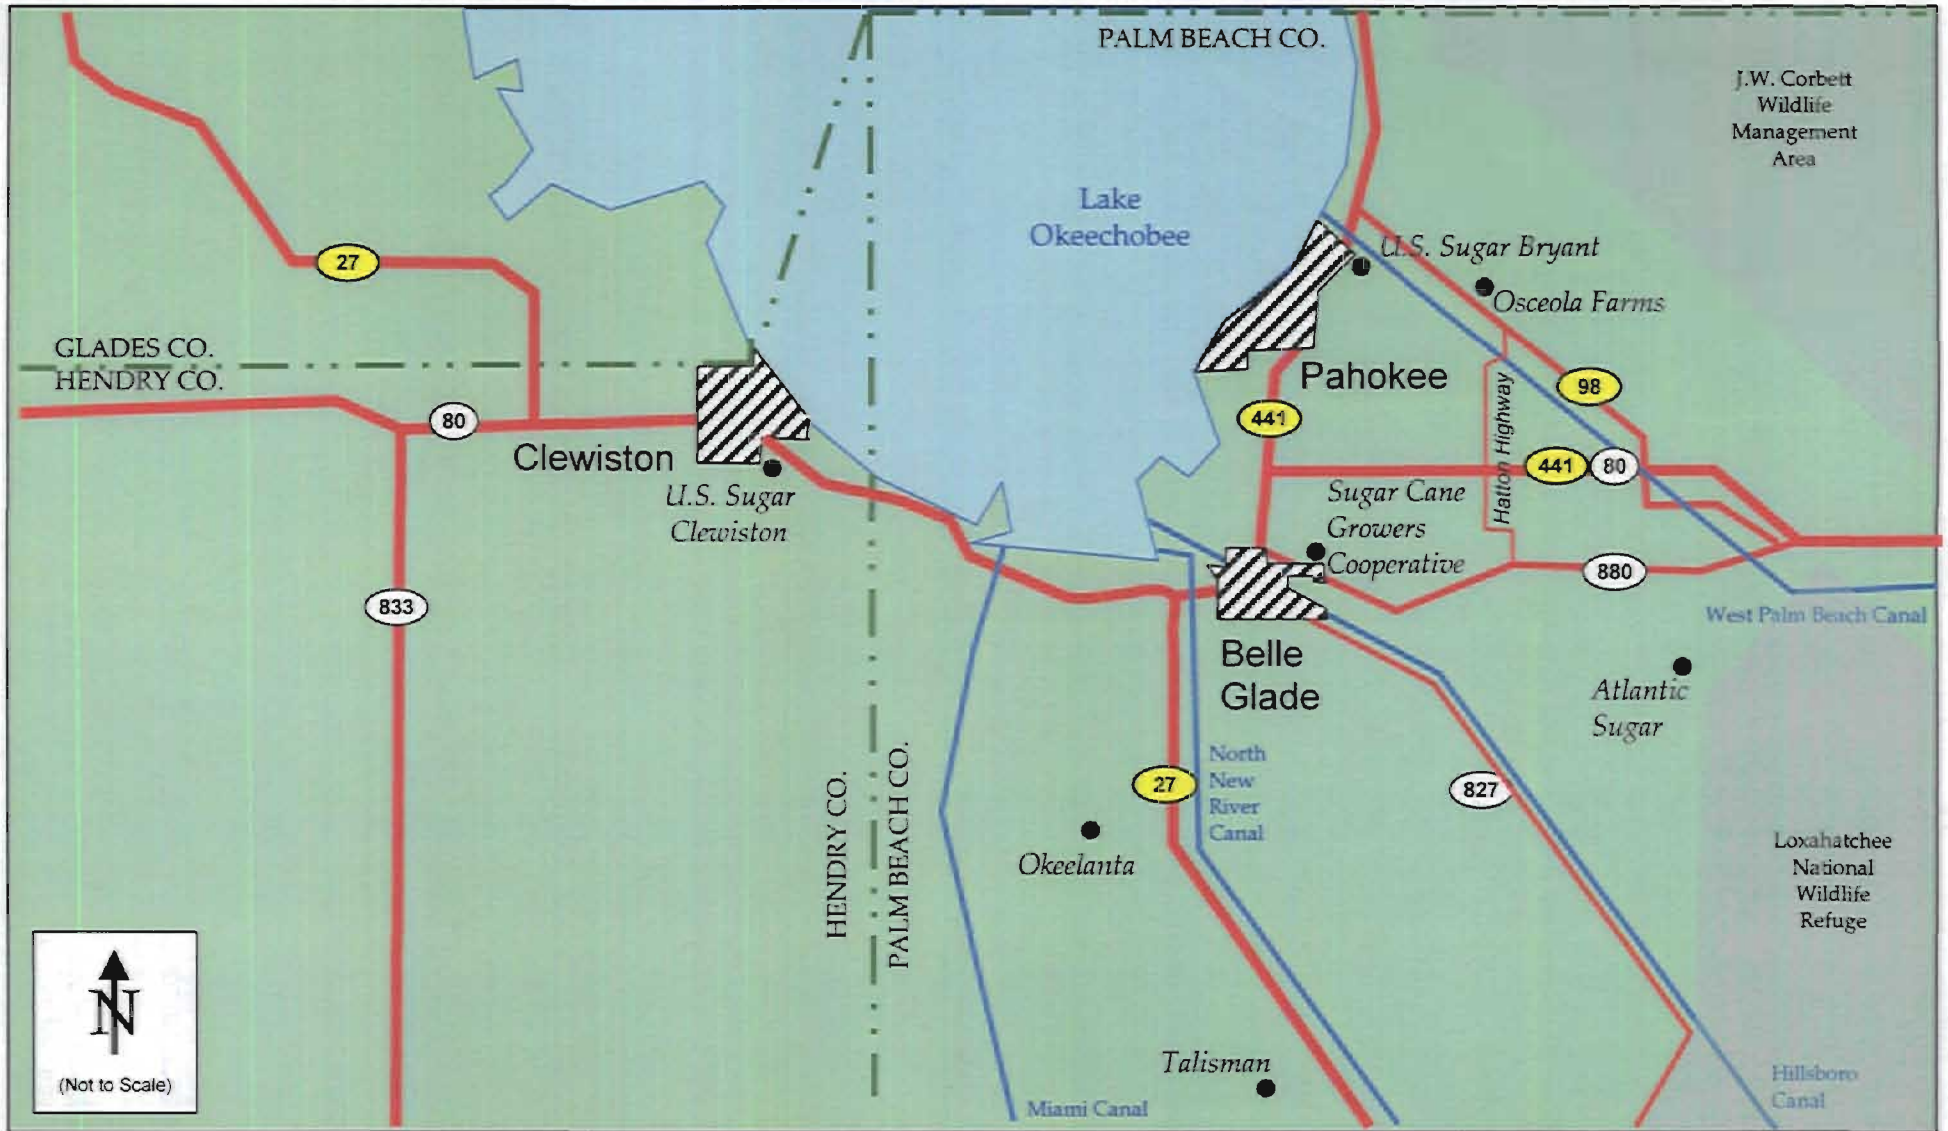 PALM BEACH CO.
J.W. Corbett
Wildlife
Management
Area
Lake
Okeechobee
U.S. Sugar Bryant
27
Osceola Farms
GLADES CO.
HENDRY CO.
Pahokee
98
80
441
Hatton Highway
Clewiston
441
80
U.S. Sugar
Clewiston
Sugar Cane
Growers
Cooperative
880
833
West Palm Beach Canal
Belle
Glade
Atlantic
Sugar
HENDRY CO.
PALM BEACH CO.
North
New
River
Canal
27
827
Okeelanta
Loxahatchee
National
Wildlife
Refuge
N
(Not to Scale)
Talisman
Miami Canal
Hillsboro
Canal